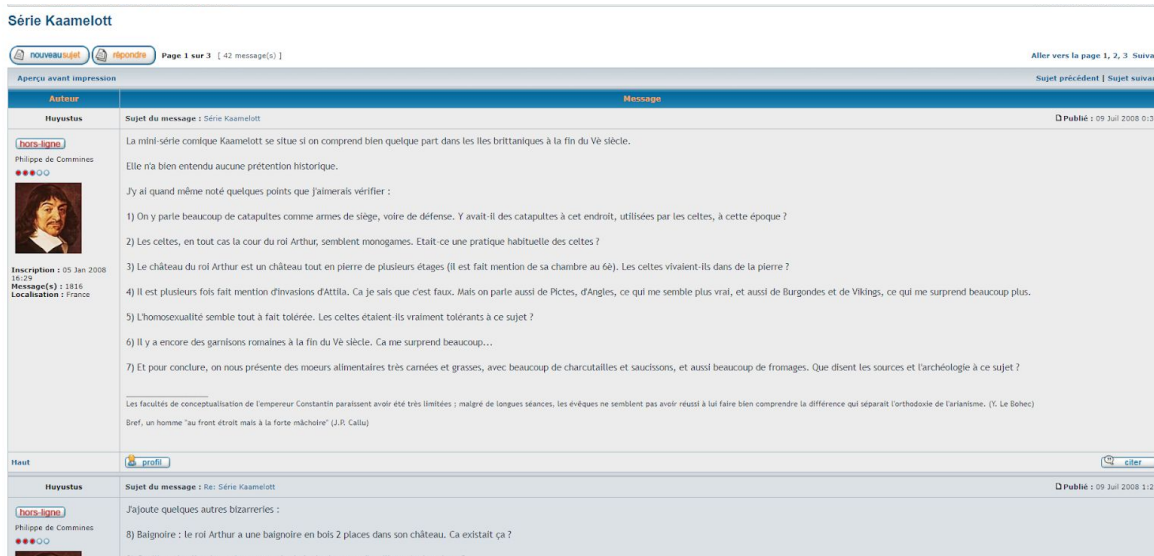 Série Kaamelott
nouveausujet répondre Page 1 sur 3 [ 42 message(s) ]
Aller vers la page 1, 2, 3
Aperçu avant impression
Sujet précédent |
Auteur
Message
Huyustus
Sujet du message : Série Kaamelott
Publié : 09 Juil 2008
hors-ligne
Philippe de Commines
Inscription : 05 Jan 2008
16:29
Message(s) : 1816
Localisation : France
La mini-série comique Kaamelott se situe si on comprend bien quelque part dans les îles brittaniques à la fin du Vè siècle.
Elle n'a bien entendu aucune prétention historique.
J'y ai quand même noté quelques points que j'aimerais vérifier :
1) On y parle beaucoup de catapultes comme armes de siège, voire de défense. Y avait-il des catapultes à cet endroit, utilisées par les celtes, à cette époque ?
2) Les celtes, en tout cas la cour du roi Arthur, semblent monogames. Etait-ce une pratique habituelle des celtes ?
3) Le château du roi Arthur est un château tout en pierre de plusieurs étages (il est fait mention de sa chambre au 6è). Les celtes vivaient-ils dans de la pierre ?
4) Il est plusieurs fois fait mention d'invasions d'Attila. Ca je sais que c'est faux. Mais on parle aussi de Pictes, d'Angles, ce qui me semble plus vrai, et aussi de Burgondes et de Vikings, ce qui me surprend beaucoup plus.
5) L'homosexualité semble tout à fait tolérée. Les celtes étaient-ils vraiment tolérants à ce sujet ?
6) Il y a encore des garnisons romaines à la fin du Vè siècle. Ca me surprend beaucoup...
7) Et pour conclure, on nous présente des moeurs alimentaires très carnées et grasses, avec beaucoup de charcutailles et saucissons, et aussi beaucoup de fromages. Que disent les sources et l'archéologie à ce sujet ?
Les facultés de conceptualisation de l'empereur Constantin paraissent avoir été très limitées ; malgré de longues séances, les évêques ne semblent pas avoir réussi à lui faire bien comprendre la différence qui séparait l'orthodoxie de l'arianisme. (Y. Le Bohec)
Bref, un homme "au front étroit mais à la forte mâchoire" (J.P. Callu)
Haut
profil
citer
Huyustus
Sujet du message : Re: Série Kaamelott
Publié : 09 Juil 2008
hors-ligne
Philippe de Commines
J'ajoute quelques autres bizarreries :
8) Baignoire : le roi Arthur a une baignoire en bois 2 places dans son château. Ca existait ça ?